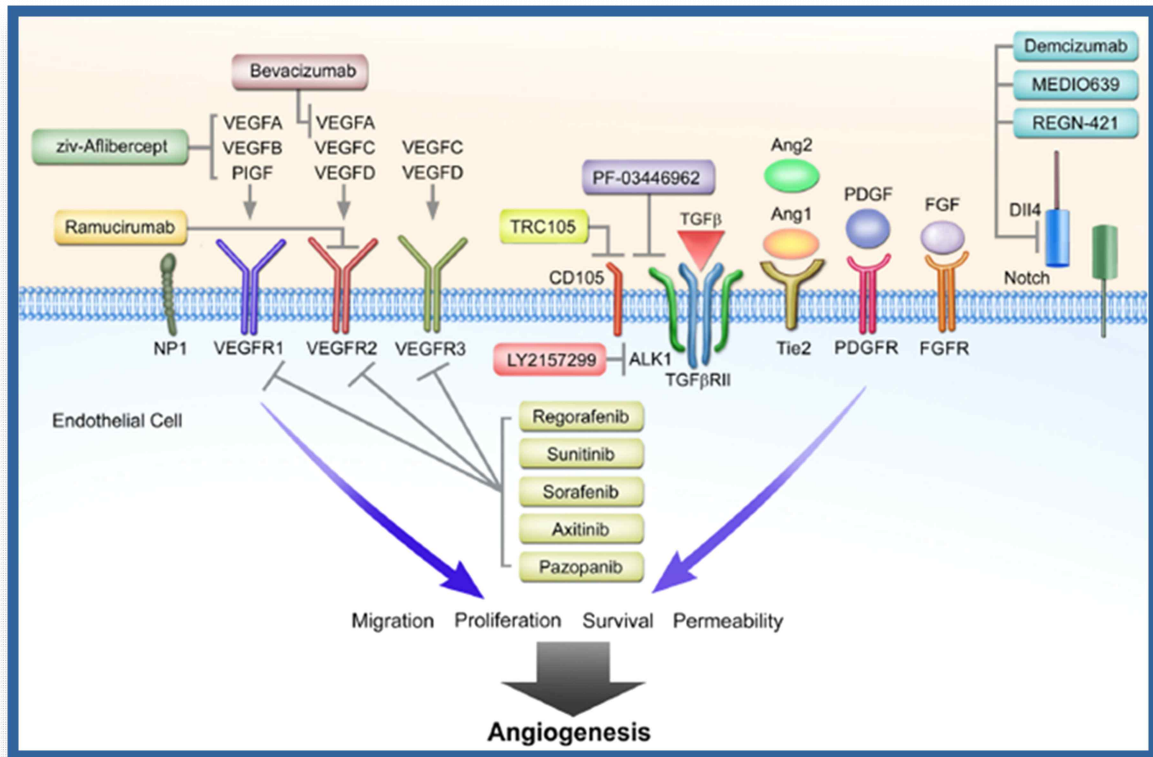 Bevacizumab
Demcizumab
MEDIO639
REGN-421
ziv-Aflibercept
VEGFA
VEGFB
PIGF
VEGFA
VEGFC
VEGFD
VEGFC
VEGFD
Ramucirumab
PF-03446962
TRC105
TGFβ
CD105
Ang2
Ang1
PDGF
FGF
Dll4
Notch
NP1
VEGFR1
VEGFR2
VEGFR3
LY2157299
ALK1
TGFβRII
Tie2
PDGFR
FGFR
Endothelial Cell
Regorafenib
Sunitinib
Sorafenib
Axitinib
Pazopanib
Migration Proliferation Survival Permeability
Angiogenesis